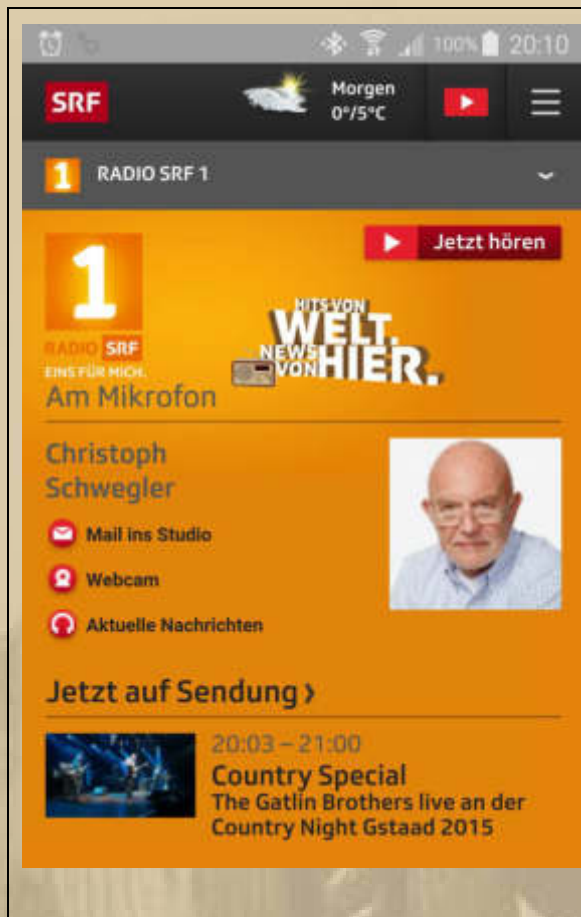 100% 20:10
SRF
Morgen
0°/5°C
1 RADIO SRF 1
Jetzt hören
1
RADIO SRF
EINS FÜR MICH.
HITS VON
WELT.
NEWS
VON HIER.
Am Mikrofon
Christoph
Schwegler
Mail ins Studio
Webcam
Aktuelle Nachrichten
Jetzt auf Sendung ›
20:03 – 21:00
Country Special
The Gatlin Brothers live an der
Country Night Gstaad 2015